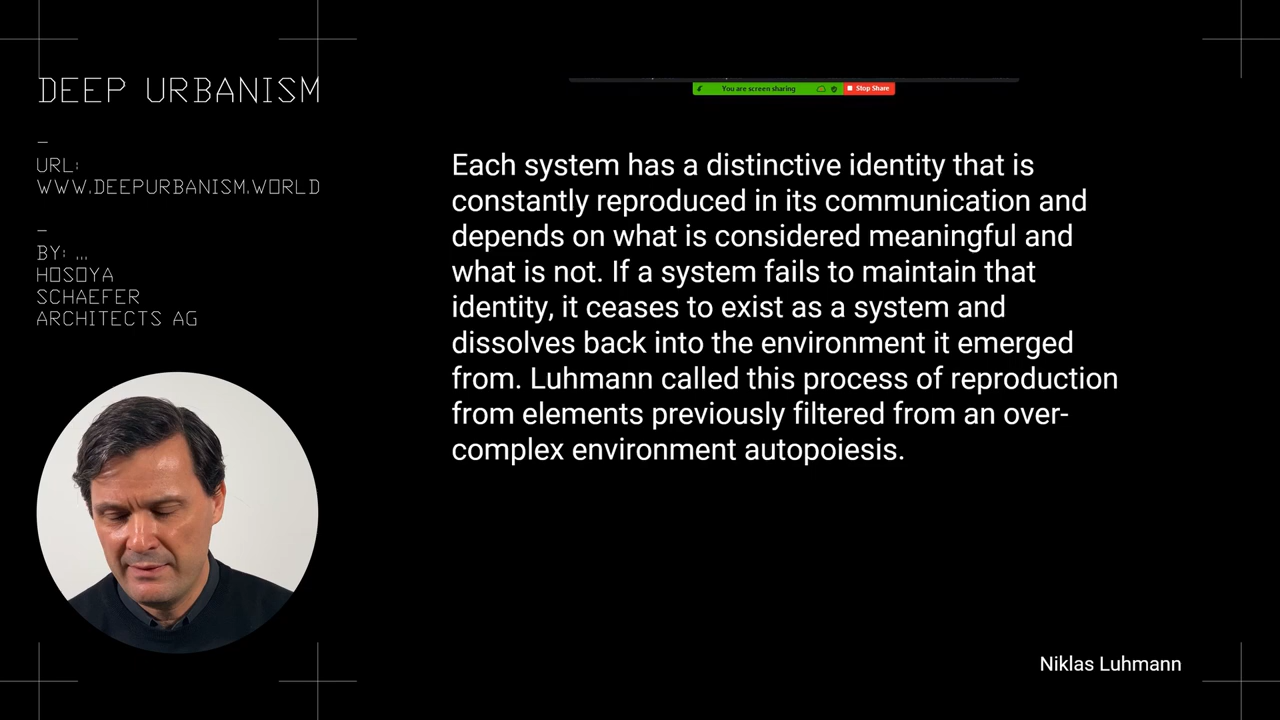 DEEP URBANISM
–
URL:
WWW.DEEPURBANISM.WORLD
–
BY: ...
HOSOYA
SCHAEFER
ARCHITECTS AG
You are screen sharing
Stop Share
Each system has a distinctive identity that is
constantly reproduced in its communication and
depends on what is considered meaningful and
what is not. If a system fails to maintain that
identity, it ceases to exist as a system and
dissolves back into the environment it emerged
from. Luhmann called this process of reproduction
from elements previously filtered from an over-
complex environment autopoiesis.
Niklas Luhmann